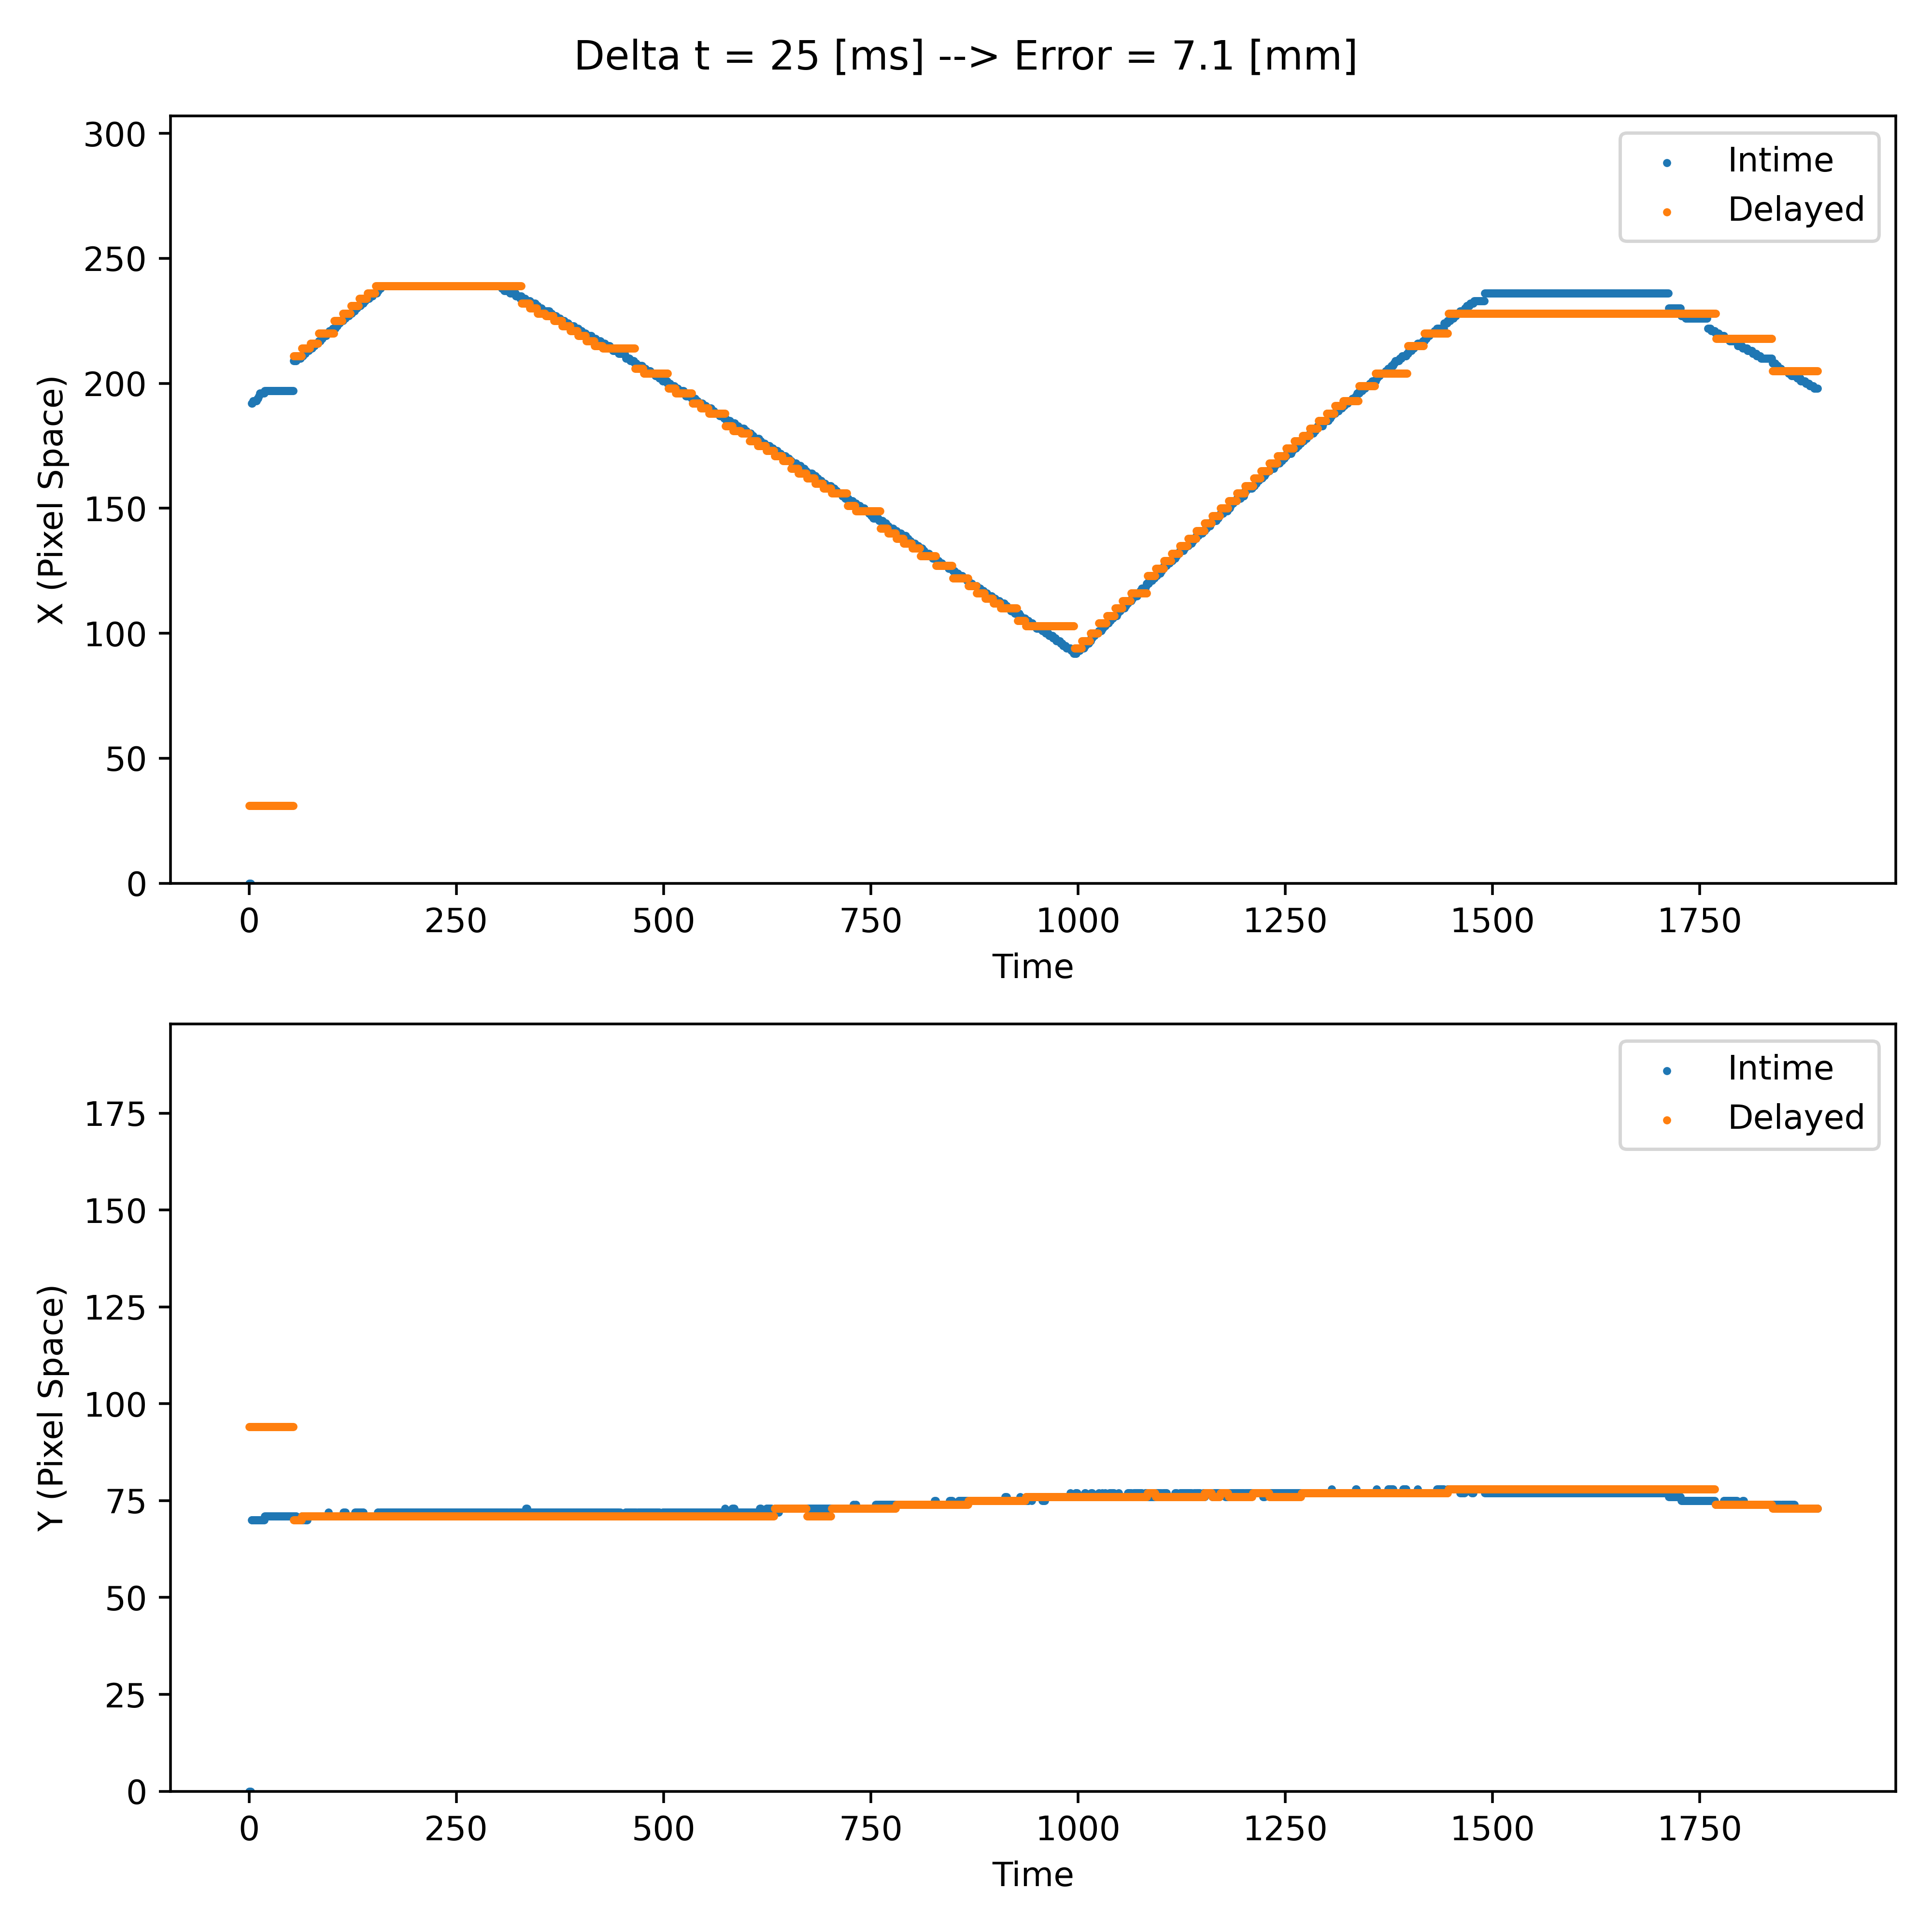 Delta t = 25 [ms] --> Error = 7.1 [mm]
300
250
200
150
100
50
0
X (Pixel Space)
Intime
Delayed
0 250 500 750 1000 1250 1500 1750
Time
175
150
125
100
75
50
25
0
Y (Pixel Space)
Intime
Delayed
0 250 500 750 1000 1250 1500 1750
Time